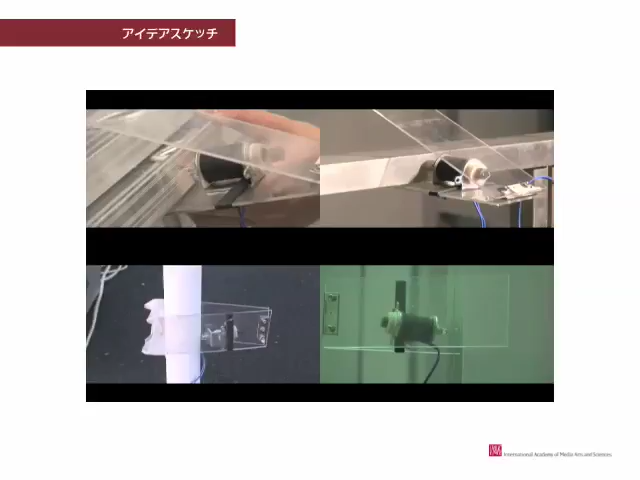 アイデアスケッチ
International Academy of Media Arts and Sciences